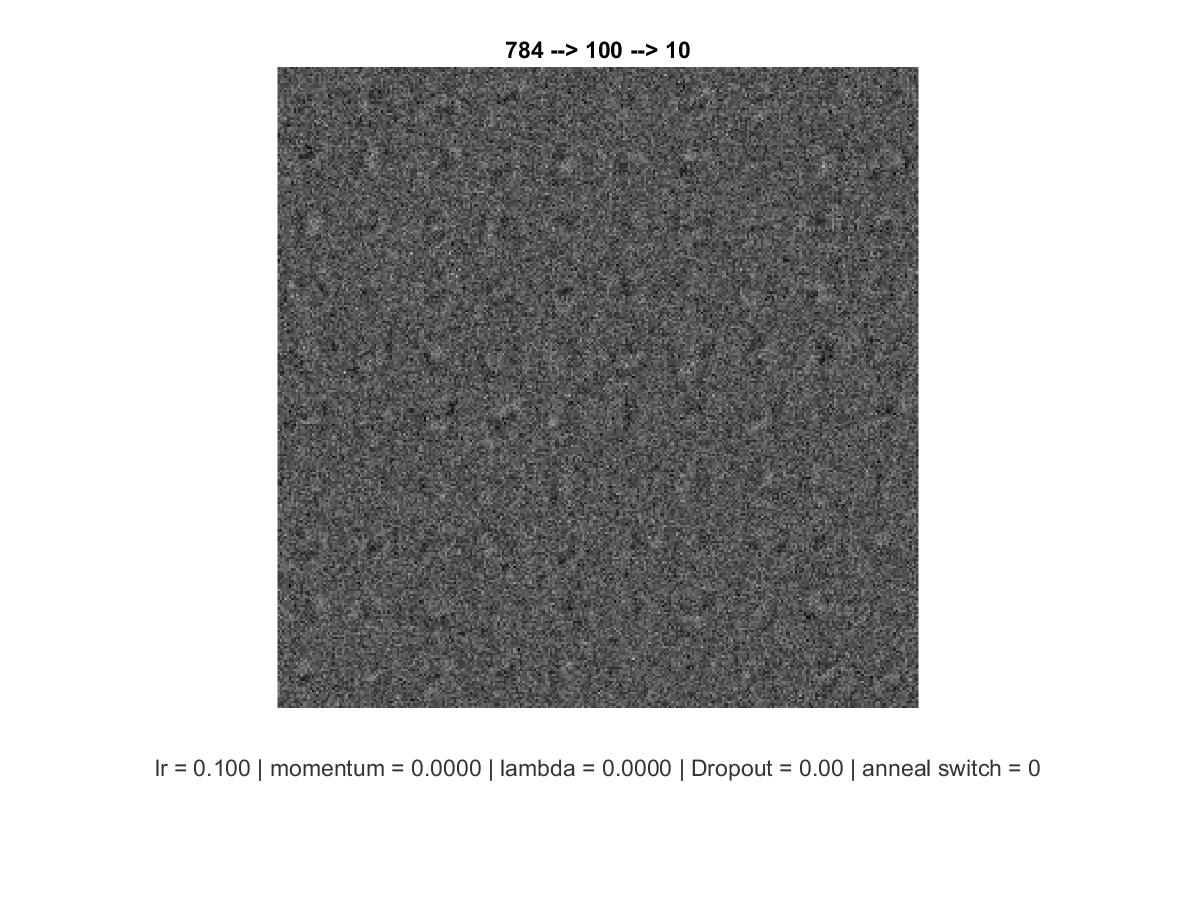 784 --> 100 --> 10
lr = 0.100 | momentum = 0.0000 | lambda = 0.0000 | Dropout = 0.00 | anneal switch = 0